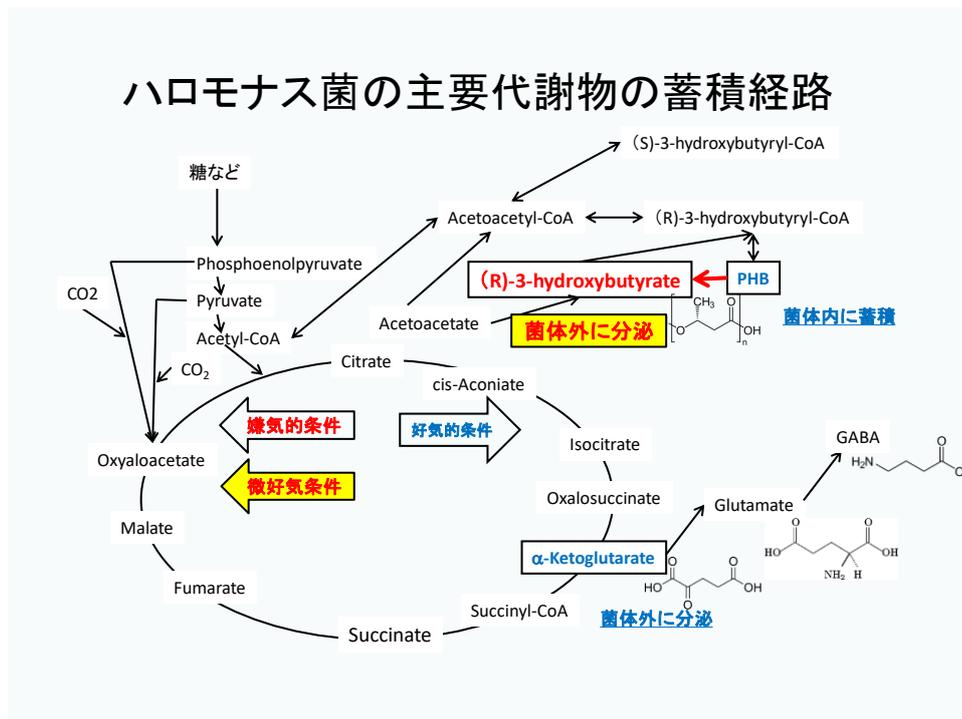 ハロモナス菌の主要代謝物の蓄積経路
(S)-3-hydroxybutyryl-CoA
糖など
Acetoacetyl-CoA
(R)-3-hydroxybutyryl-CoA
Phosphoenolpyruvate
(R)-3-hydroxybutyrate
PHB
CO2
Pyruvate
CH₃
O
菌体内に蓄積
Acetoacetate
菌体外に分泌
O
OH
n
Acetyl-CoA
Citrate
CO₂
cis-Aconiate
嫌気的条件
好気的条件
Isocitrate
GABA
O
H₂N
O
Oxyaloacetate
微好気条件
Oxalosuccinate
Glutamate
Malate
O
O
HO
OH
NH₂
H
α-Ketoglutarate
O
O
HO
OH
O
Fumarate
Succinyl-CoA
菌体外に分泌
Succinate